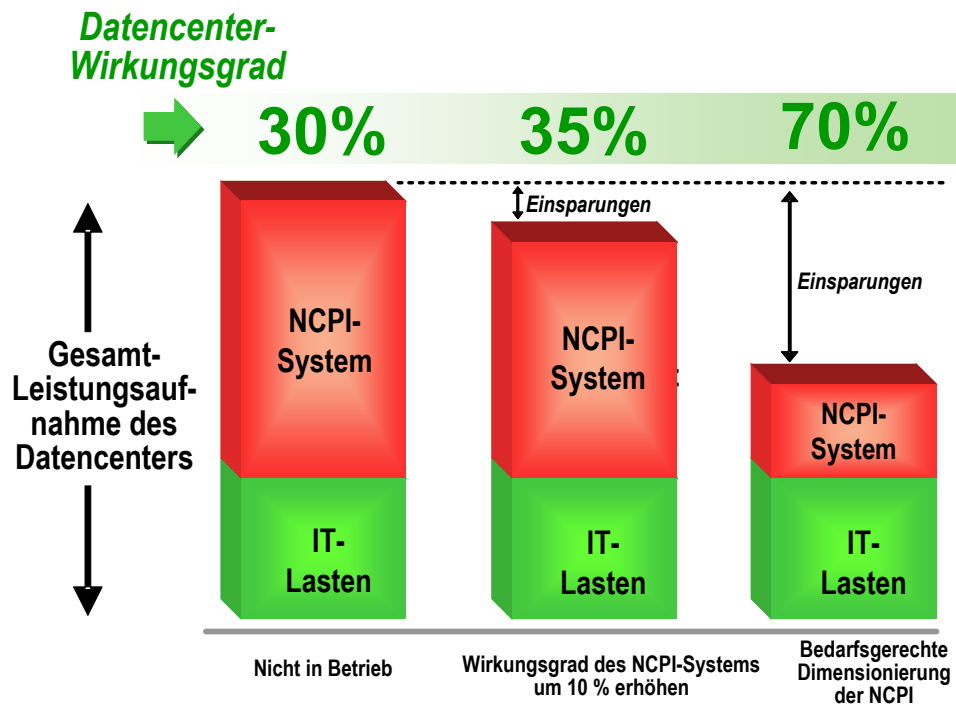 Datencenter-
Wirkungsgrad
30%
35%
70%
Einsparungen
Einsparungen
Gesamt-
Leistungsauf-
nahme des
Datencenters
NCPI-
System
NCPI-
System
NCPI-
System
IT-
Lasten
IT-
Lasten
IT-
Lasten
Nicht in Betrieb
Wirkungsgrad des NCPI-Systems
um 10 % erhöhen
Bedarfsgerechte
Dimensionierung
der NCPI